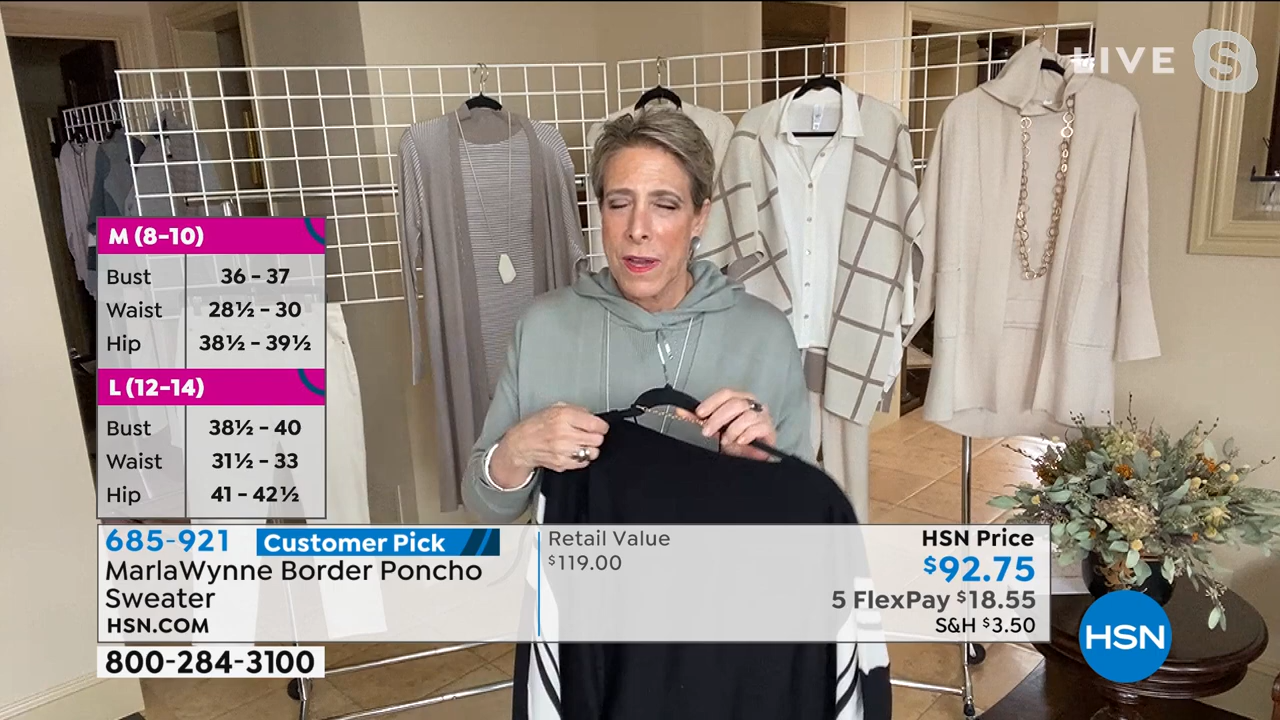 LIVE S
M (8-10)
Bust 36 - 37
Waist 28½ - 30
Hip 38½ - 39½
L (12-14)
Bust 38½ - 40
Waist 31½ - 33
Hip 41 - 42½
685-921 Customer Pick
MarlaWynne Border Poncho
Sweater
HSN.COM
Retail Value
$119.00
HSN Price
$92.75
5 FlexPay $18.55
S&H $3.50
800-284-3100
HSN